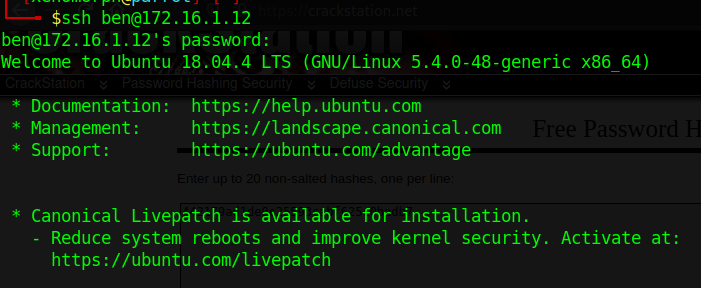 [xenomorph@parrot]-[~]
$ssh ben@172.16.1.12
https://crackstation.net
ben@172.16.1.12's password:
Welcome to Ubuntu 18.04.4 LTS (GNU/Linux 5.4.0-48-generic x86_64)
CrackStation Password Hashing Security Defuse Security
* Documentation: https://help.ubuntu.com
* Management: https://landscape.canonical.com
Free Password H
* Support: https://ubuntu.com/advantage
Enter up to 20 non-salted hashes, one per line:
* Canonical Livepatch is available for installation.
- Reduce system reboots and improve kernel security. Activate at:
https://ubuntu.com/livepatch